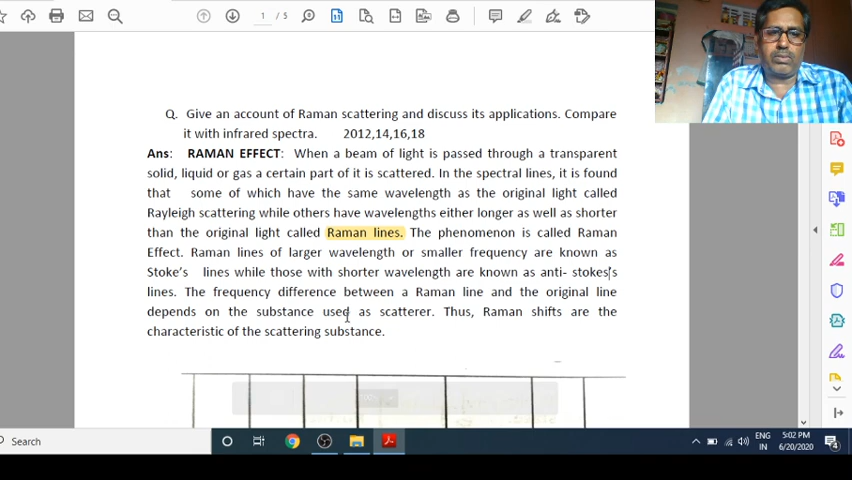 1 / 5
Q. Give an account of Raman scattering and discuss its applications. Compare
it with infrared spectra. 2012,14,16,18
Ans: RAMAN EFFECT: When a beam of light is passed through a transparent
solid, liquid or gas a certain part of it is scattered. In the spectral lines, it is found
that some of which have the same wavelength as the original light called
Rayleigh scattering while others have wavelengths either longer as well as shorter
than the original light called Raman lines. The phenomenon is called Raman
Effect. Raman lines of larger wavelength or smaller frequency are known as
Stoke's lines while those with shorter wavelength are known as anti- stokes's
lines. The frequency difference between a Raman line and the original line
depends on the substance used as scatterer. Thus, Raman shifts are the
characteristic of the scattering substance.
Search
ENG
IN
5:02 PM
6/20/2020
4